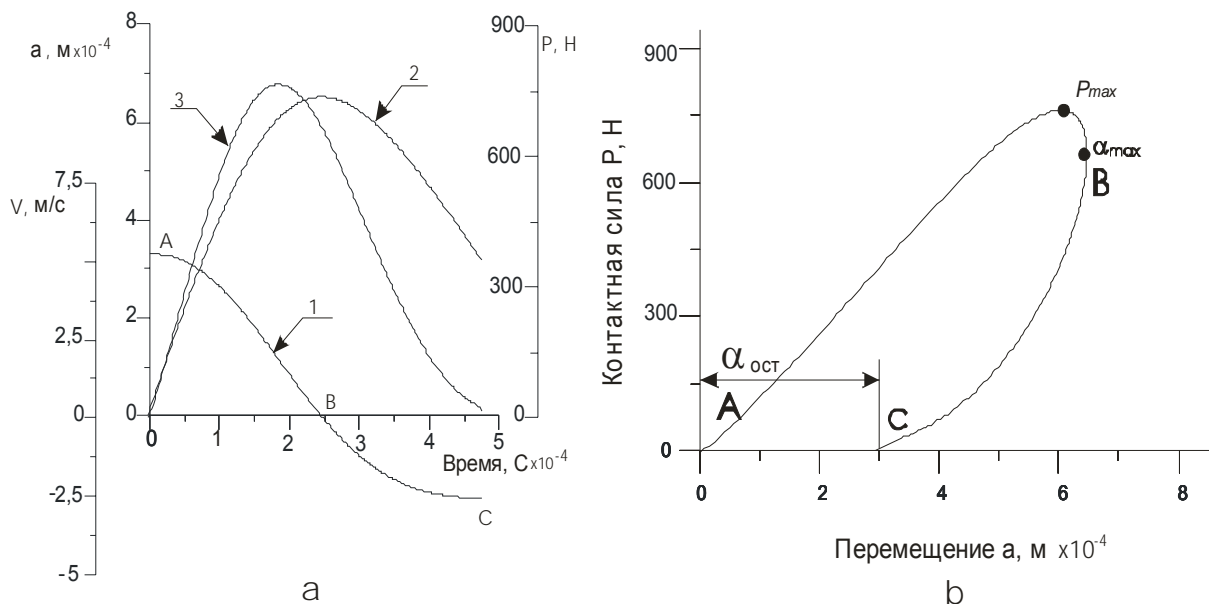 a , м x10⁻⁴
8
6
4
2
0
V, м/с
7,5
2,5
0
-2,5
-5
P, Н
900
600
300
0
3
2
1
A
B
C
0 1 2 3 4 5
Время, С x10⁻⁴
a
Контактная сила P, Н
900
600
300
0
Pmax
αmax
B
αост
A
C
0 2 4 6 8
Перемещение a, м x10⁻⁴
b